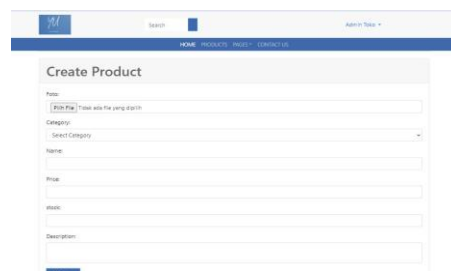 YM
Search
Admin Toko
HOME PRODUCTS PAGES CONTACT US
Create Product
Foto:
Pilih File Tidak ada file yang dipilih
Category:
Select Category
Name:
Price:
stock:
Description: